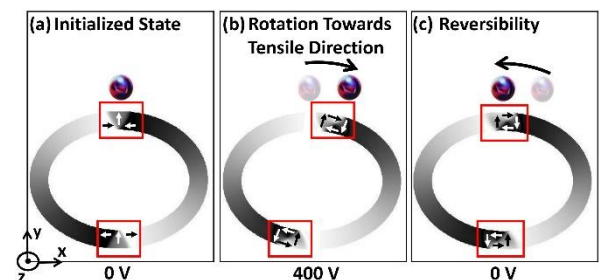 (a) Initialized State
(b) Rotation Towards
Tensile Direction
(c) Reversibility
y
x
z
0 V
400 V
0 V